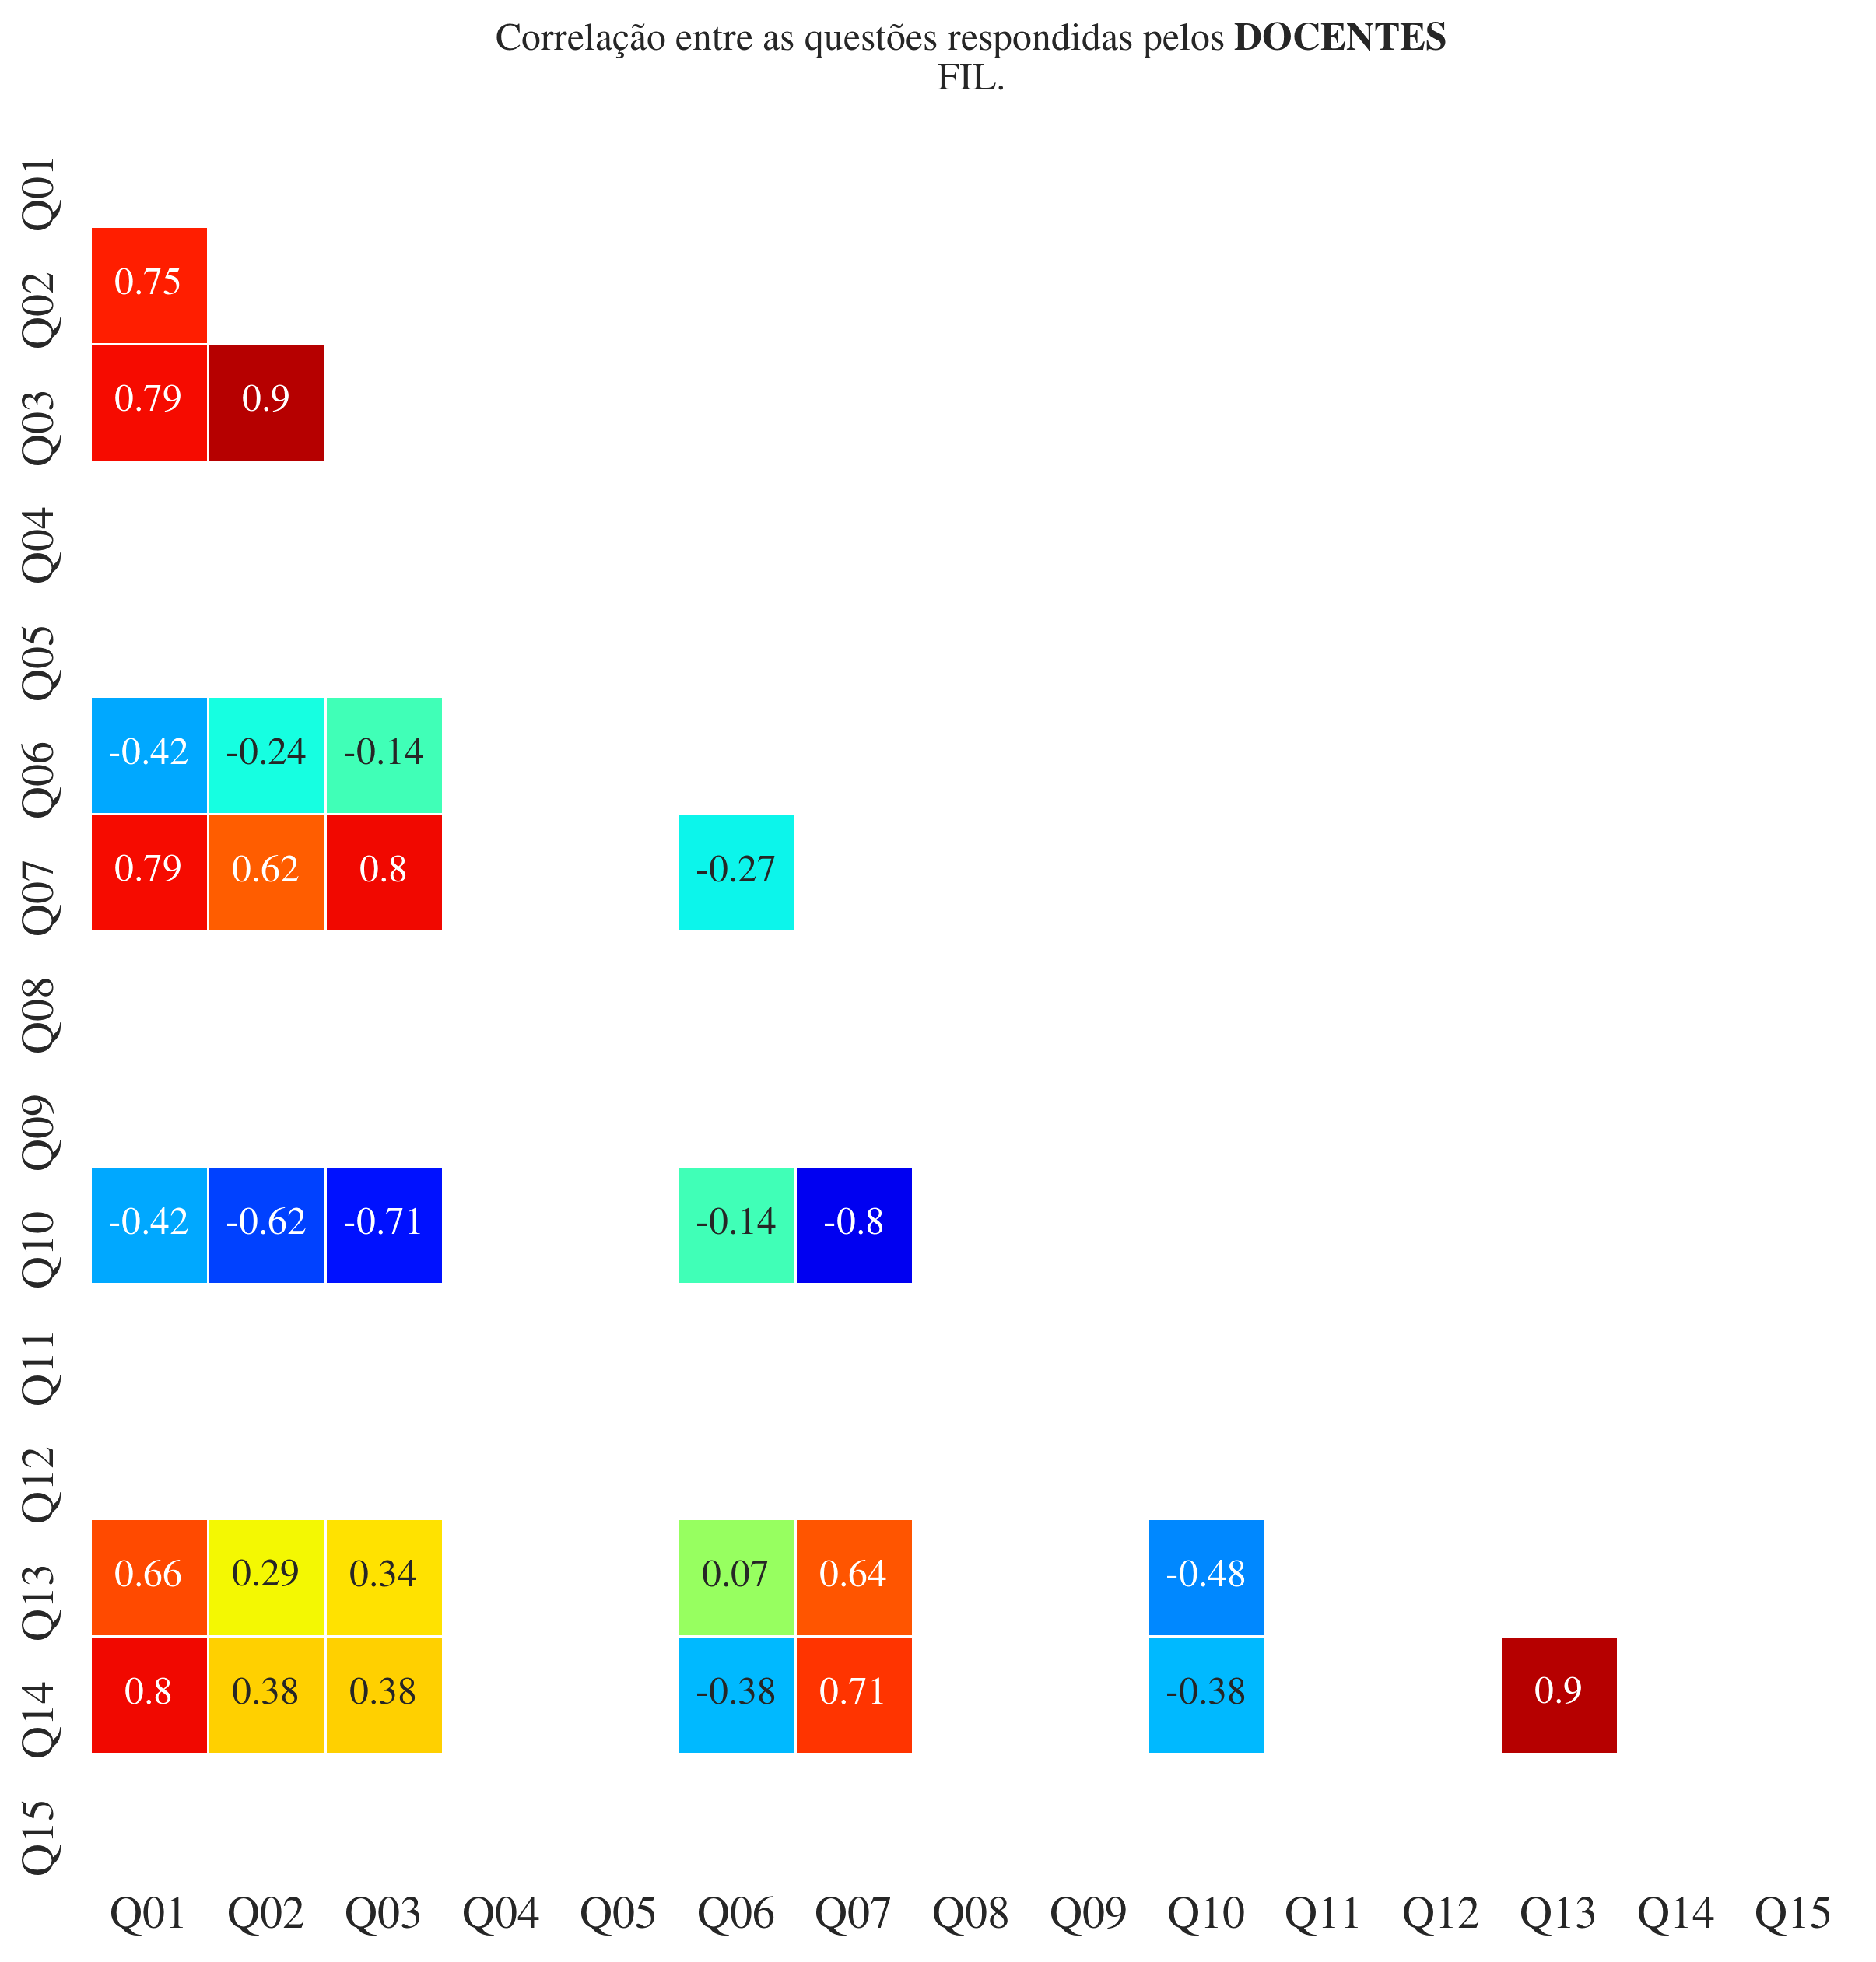 Correlação entre as questões respondidas pelos DOCENTES
FIL.
Q01
Q02 0.75
Q03 0.79 0.9
Q04
Q05
Q06 -0.42 -0.24 -0.14
Q07 0.79 0.62 0.8 -0.27
Q08
Q09
Q10 -0.42 -0.62 -0.71 -0.14 -0.8
Q11
Q12
Q13 0.66 0.29 0.34 0.07 0.64 -0.48
Q14 0.8 0.38 0.38 -0.38 0.71 -0.38 0.9
Q15
Q01 Q02 Q03 Q04 Q05 Q06 Q07 Q08 Q09 Q10 Q11 Q12 Q13 Q14 Q15